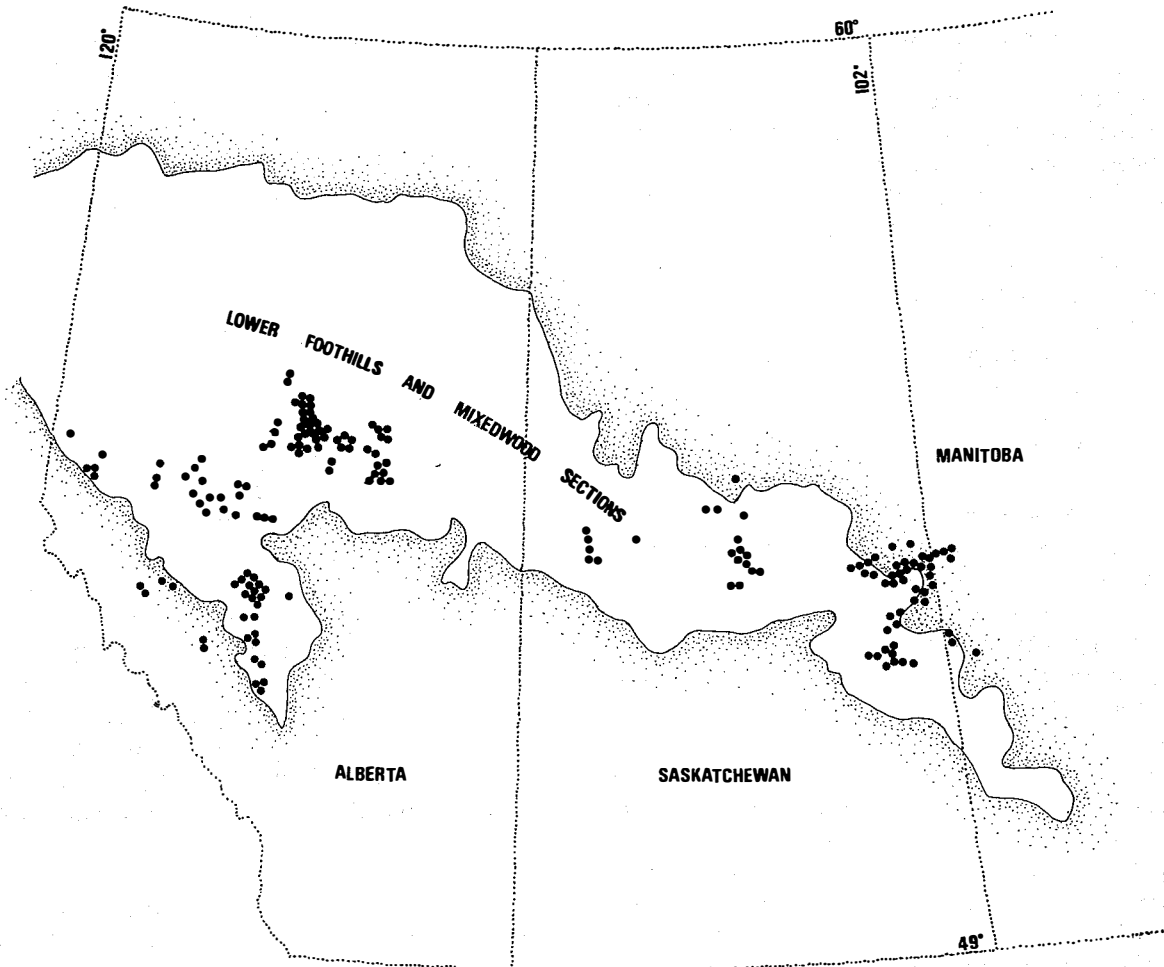 120°
60°
102°
LOWER FOOTHILLS AND MIXEDWOOD SECTIONS
MANITOBA
ALBERTA
SASKATCHEWAN
49°